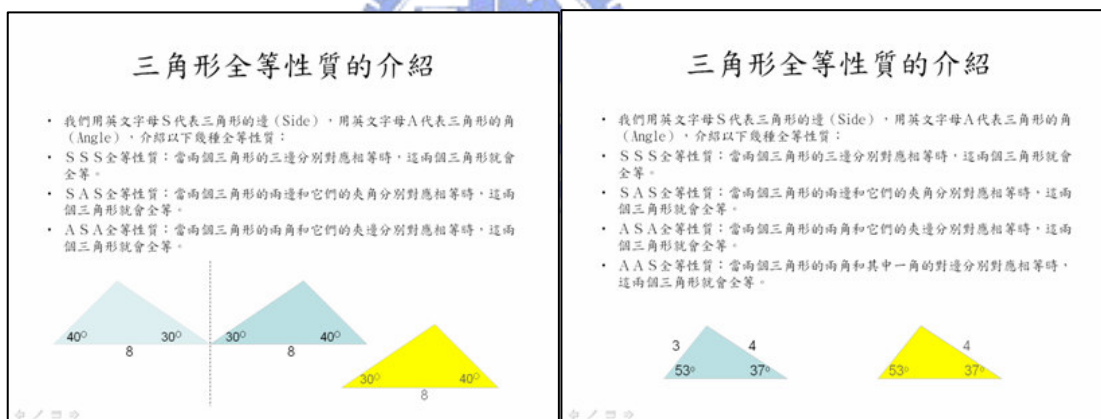 三角形全等性質的介紹
• 我們用英文字母S代表三角形的邊（Side），用英文字母A代表三角形的角
（Angle），介紹以下幾種全等性質：
• SSS全等性質：當兩個三角形的三邊分別對應相等時，這兩個三角形就會
全等。
• SAS全等性質：當兩個三角形的兩邊和它們的夾角分別對應相等時，這兩
個三角形就會全等。
• ASA全等性質：當兩個三角形的兩角和它們的夾邊分別對應相等時，這兩
個三角形就會全等。
40° 30° 30° 40°
8 8
30° 40°
8
三角形全等性質的介紹
• 我們用英文字母S代表三角形的邊（Side），用英文字母A代表三角形的角
（Angle），介紹以下幾種全等性質：
• SSS全等性質：當兩個三角形的三邊分別對應相等時，這兩個三角形就會
全等。
• SAS全等性質：當兩個三角形的兩邊和它們的夾角分別對應相等時，這兩
個三角形就會全等。
• ASA全等性質：當兩個三角形的兩角和它們的夾邊分別對應相等時，這兩
個三角形就會全等。
• AAS全等性質：當兩個三角形的兩角和其中一角的對邊分別對應相等時，
這兩個三角形就會全等。
3 4 4
53° 37° 53° 37°